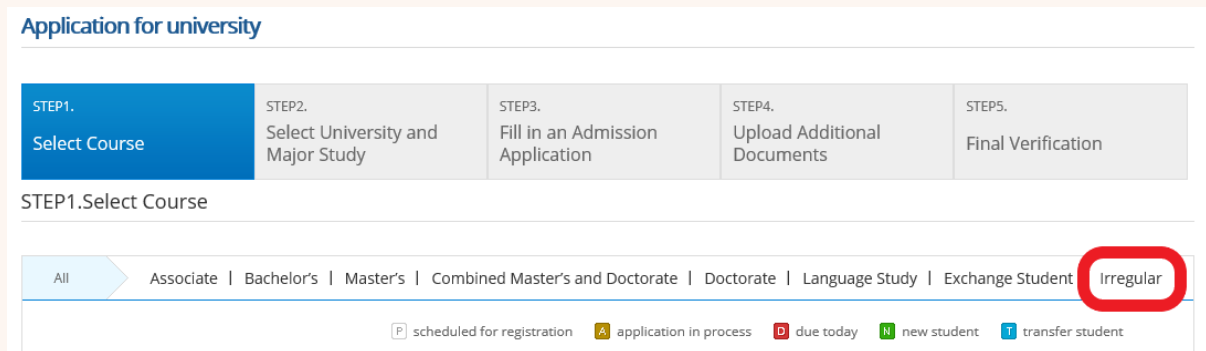 Application for university
STEP1.
Select Course
STEP2.
Select University and
Major Study
STEP3.
Fill in an Admission
Application
STEP4.
Upload Additional
Documents
STEP5.
Final Verification
STEP1.Select Course
All Associate | Bachelor's | Master's | Combined Master's and Doctorate | Doctorate | Language Study | Exchange Student Irregular
P scheduled for registration A application in process D due today N new student T transfer student